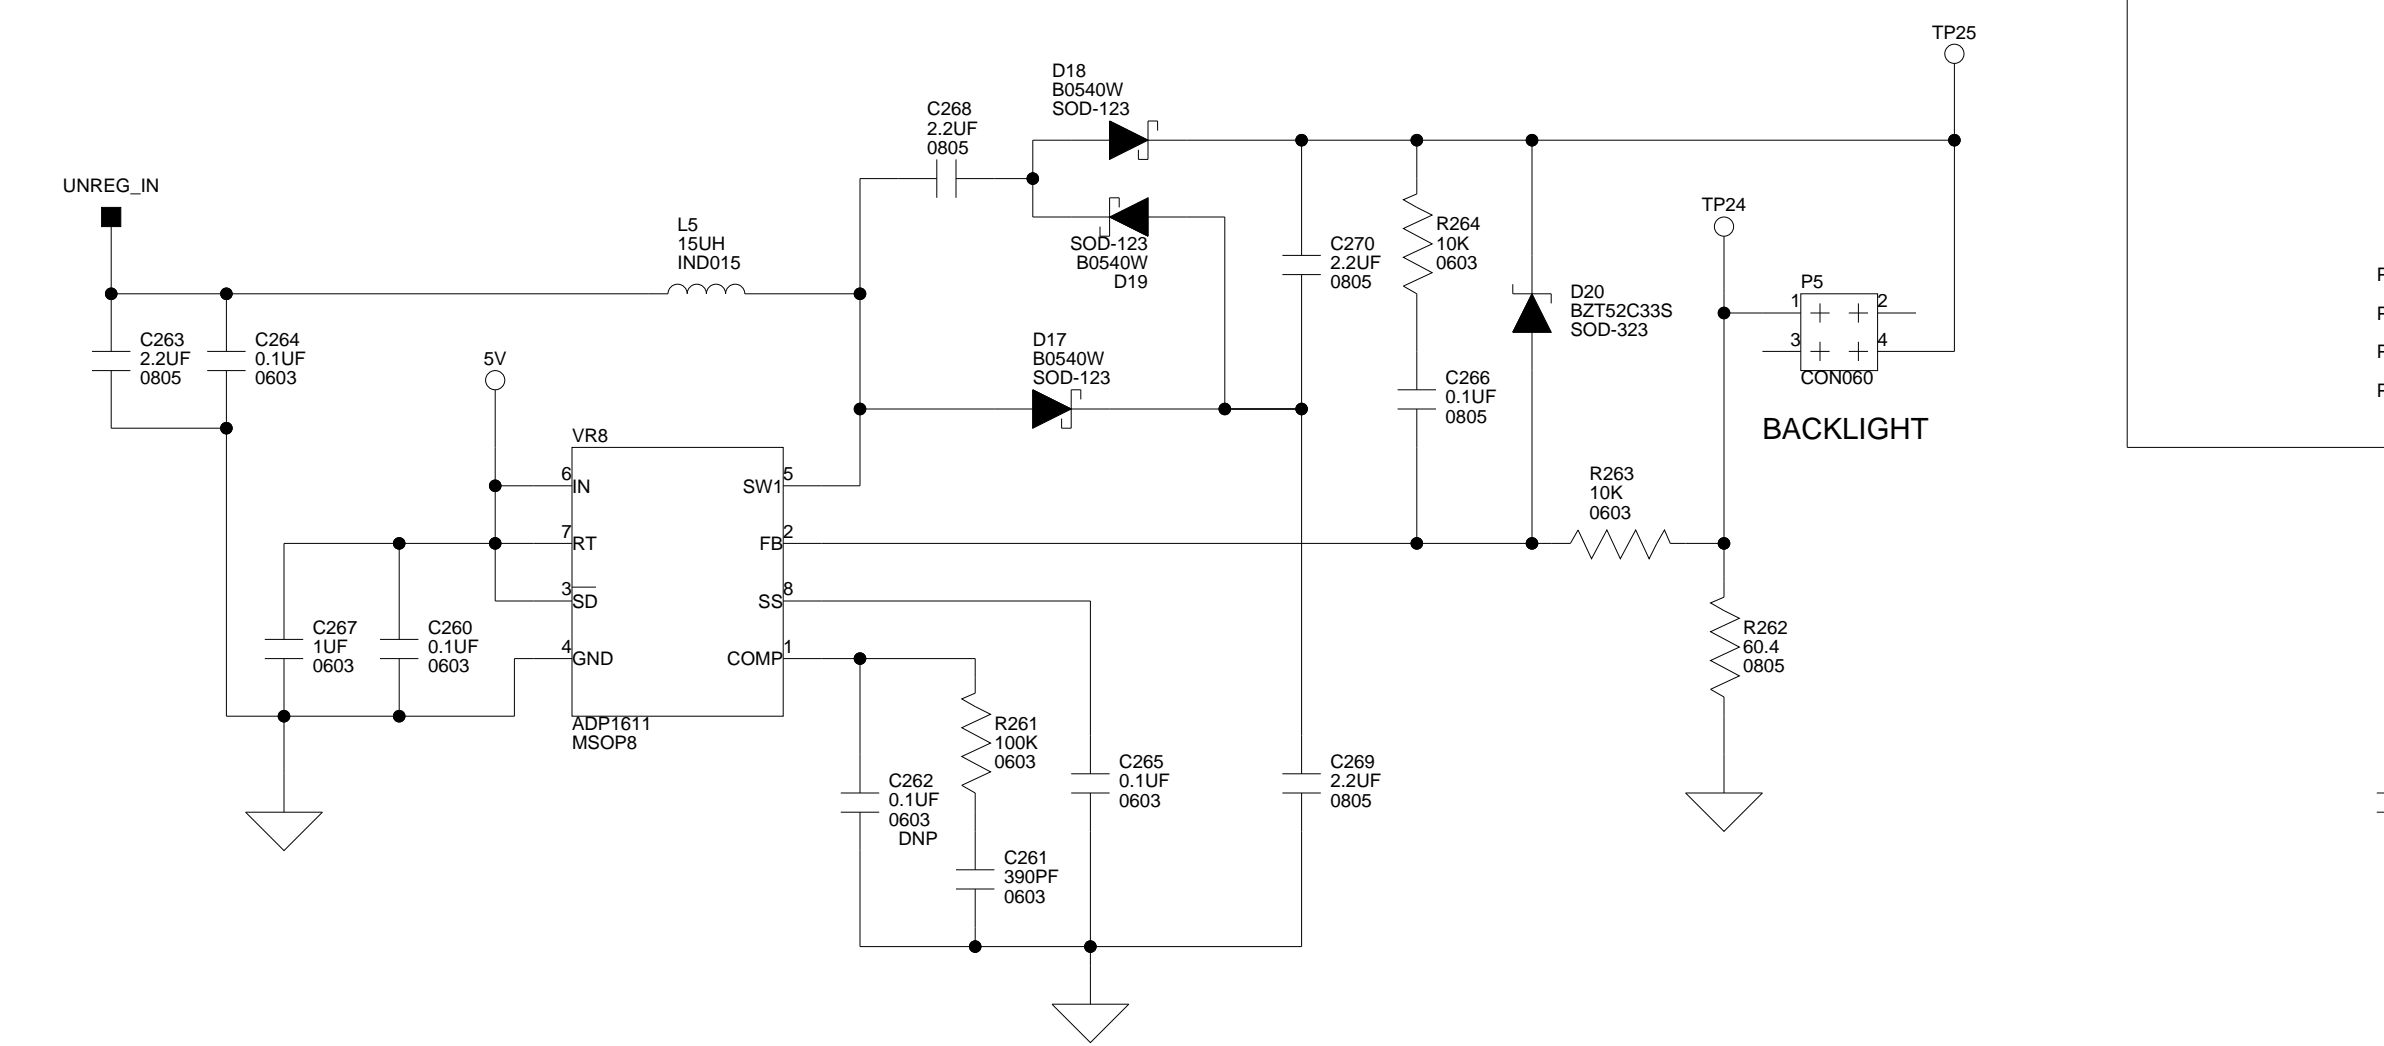 TP25
D18
B0540W
SOD-123
C268
2.2UF
0805
UNREG_IN
L5
15UH
IND015
SOD-123
B0540W
D19
C270
2.2UF
0805
R264
10K
0603
TP24
P5
1
2
3
4
CON060
BACKLIGHT
D20
BZT52C33S
SOD-323
C263
2.2UF
0805
C264
0.1UF
0603
5V
D17
B0540W
SOD-123
C266
0.1UF
0805
VR8
6
IN
5
SW1
7
RT
2
FB
3
SD
8
SS
4
GND
1
COMP
ADP1611
MSOP8
R263
10K
0603
C267
1UF
0603
C260
0.1UF
0603
R262
60.4
0805
R261
100K
0603
C262
0.1UF
0603
DNP
C265
0.1UF
0603
C269
2.2UF
0805
C261
390PF
0603